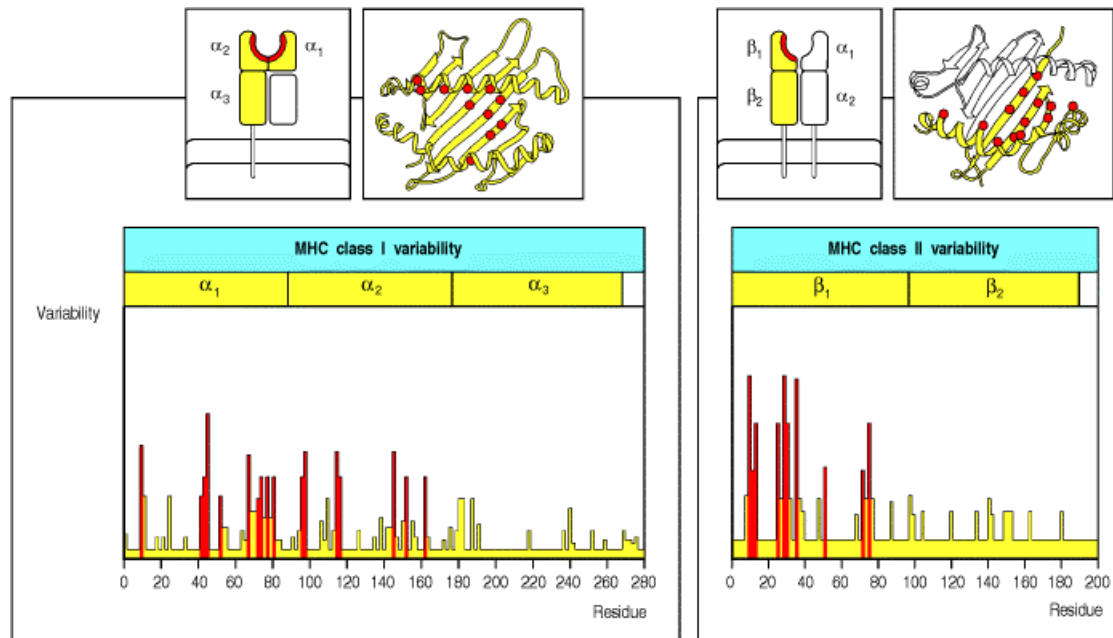 α₂ α₁
α₃
β₁ α₁
β₂ α₂
MHC class I variability
α₁ α₂ α₃
Variability
0 20 40 60 80 100 120 140 160 180 200 220 240 260 280
Residue
MHC class II variability
β₁ β₂
0 20 40 60 80 100 120 140 160 180 200
Residue